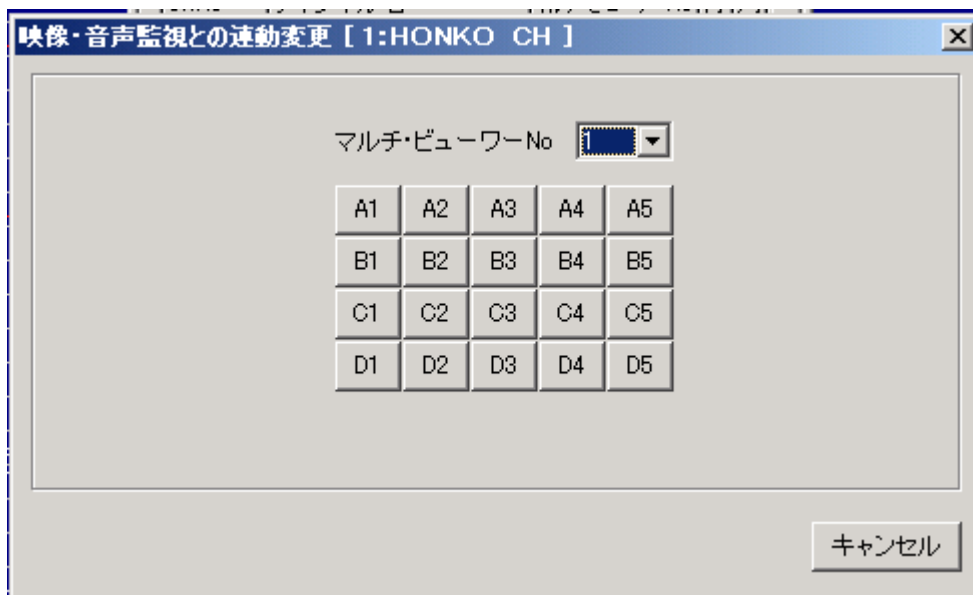 映像・音声監視との連動変更 [ 1:HONKO CH ]
マルチ・ビューワーNo 1
A1 A2 A3 A4 A5
B1 B2 B3 B4 B5
C1 C2 C3 C4 C5
D1 D2 D3 D4 D5
キャンセル